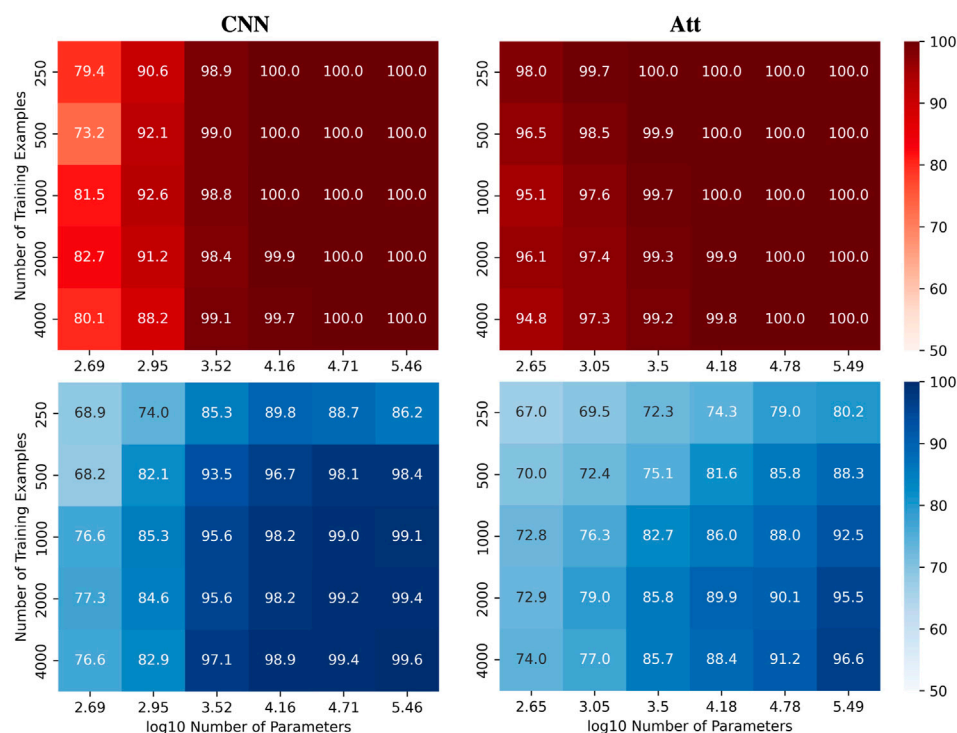 CNN
Att
Number of Training Examples
250
79.4 90.6 98.9 100.0 100.0 100.0
500
73.2 92.1 99.0 100.0 100.0 100.0
1000
81.5 92.6 98.8 100.0 100.0 100.0
2000
82.7 91.2 98.4 99.9 100.0 100.0
4000
80.1 88.2 99.1 99.7 100.0 100.0
2.69 2.95 3.52 4.16 4.71 5.46
250
98.0 99.7 100.0 100.0 100.0 100.0
500
96.5 98.5 99.9 100.0 100.0 100.0
1000
95.1 97.6 99.7 100.0 100.0 100.0
2000
96.1 97.4 99.3 99.9 100.0 100.0
4000
94.8 97.3 99.2 99.8 100.0 100.0
2.65 3.05 3.5 4.18 4.78 5.49
100
90
80
70
60
50
Number of Training Examples
250
68.9 74.0 85.3 89.8 88.7 86.2
500
68.2 82.1 93.5 96.7 98.1 98.4
1000
76.6 85.3 95.6 98.2 99.0 99.1
2000
77.3 84.6 95.6 98.2 99.2 99.4
4000
76.6 82.9 97.1 98.9 99.4 99.6
2.69 2.95 3.52 4.16 4.71 5.46
log10 Number of Parameters
250
67.0 69.5 72.3 74.3 79.0 80.2
500
70.0 72.4 75.1 81.6 85.8 88.3
1000
72.8 76.3 82.7 86.0 88.0 92.5
2000
72.9 79.0 85.8 89.9 90.1 95.5
4000
74.0 77.0 85.7 88.4 91.2 96.6
2.65 3.05 3.5 4.18 4.78 5.49
log10 Number of Parameters
100
90
80
70
60
50